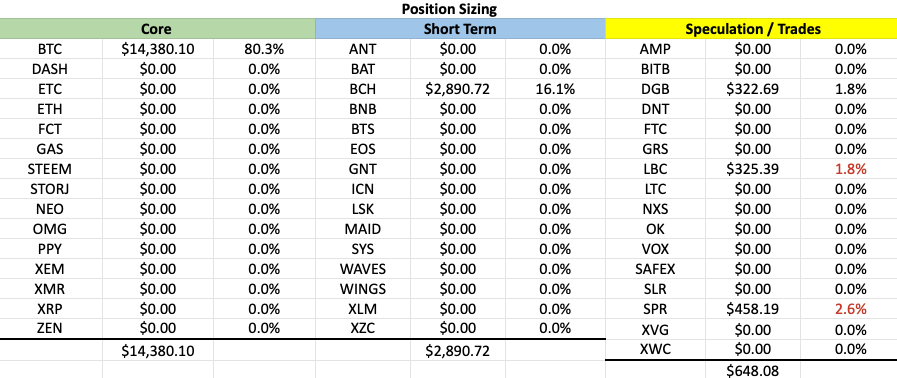 Position Sizing
Core Short Term Speculation / Trades
BTC $14,380.10 80.3% ANT $0.00 0.0% AMP $0.00 0.0%
DASH $0.00 0.0% BAT $0.00 0.0% BITB $0.00 0.0%
ETC $0.00 0.0% BCH $2,890.72 16.1% DGB $322.69 1.8%
ETH $0.00 0.0% BNB $0.00 0.0% DNT $0.00 0.0%
FCT $0.00 0.0% BTS $0.00 0.0% FTC $0.00 0.0%
GAS $0.00 0.0% EOS $0.00 0.0% GRS $0.00 0.0%
STEEM $0.00 0.0% GNT $0.00 0.0% LBC $325.39 1.8%
STORJ $0.00 0.0% ICN $0.00 0.0% LTC $0.00 0.0%
NEO $0.00 0.0% LSK $0.00 0.0% NXS $0.00 0.0%
OMG $0.00 0.0% MAID $0.00 0.0% OK $0.00 0.0%
PPY $0.00 0.0% SYS $0.00 0.0% VOX $0.00 0.0%
XEM $0.00 0.0% WAVES $0.00 0.0% SAFEX $0.00 0.0%
XMR $0.00 0.0% WINGS $0.00 0.0% SLR $0.00 0.0%
XRP $0.00 0.0% XLM $0.00 0.0% SPR $458.19 2.6%
ZEN $0.00 0.0% XZC $0.00 0.0% XVG $0.00 0.0%
$14,380.10 $2,890.72 XWC $0.00 0.0%
$648.08